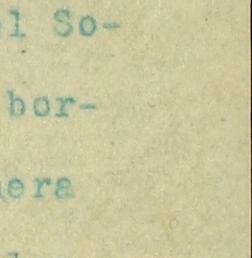 l So-
bor-
era